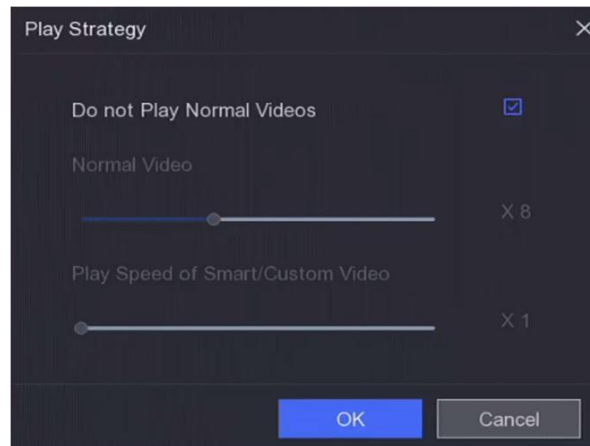 Play Strategy
Do not Play Normal Videos
Normal Video
X 8
Play Speed of Smart/Custom Video
X 1
OK
Cancel